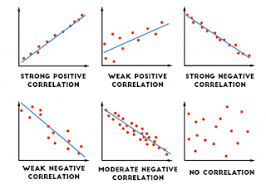 STRONG POSITIVE
CORRELATION
WEAK POSITIVE
CORRELATION
STRONG NEGATIVE
CORRELATION
WEAK NEGATIVE
CORRELATION
MODERATE NEGATIVE
CORRELATION
NO CORRELATION